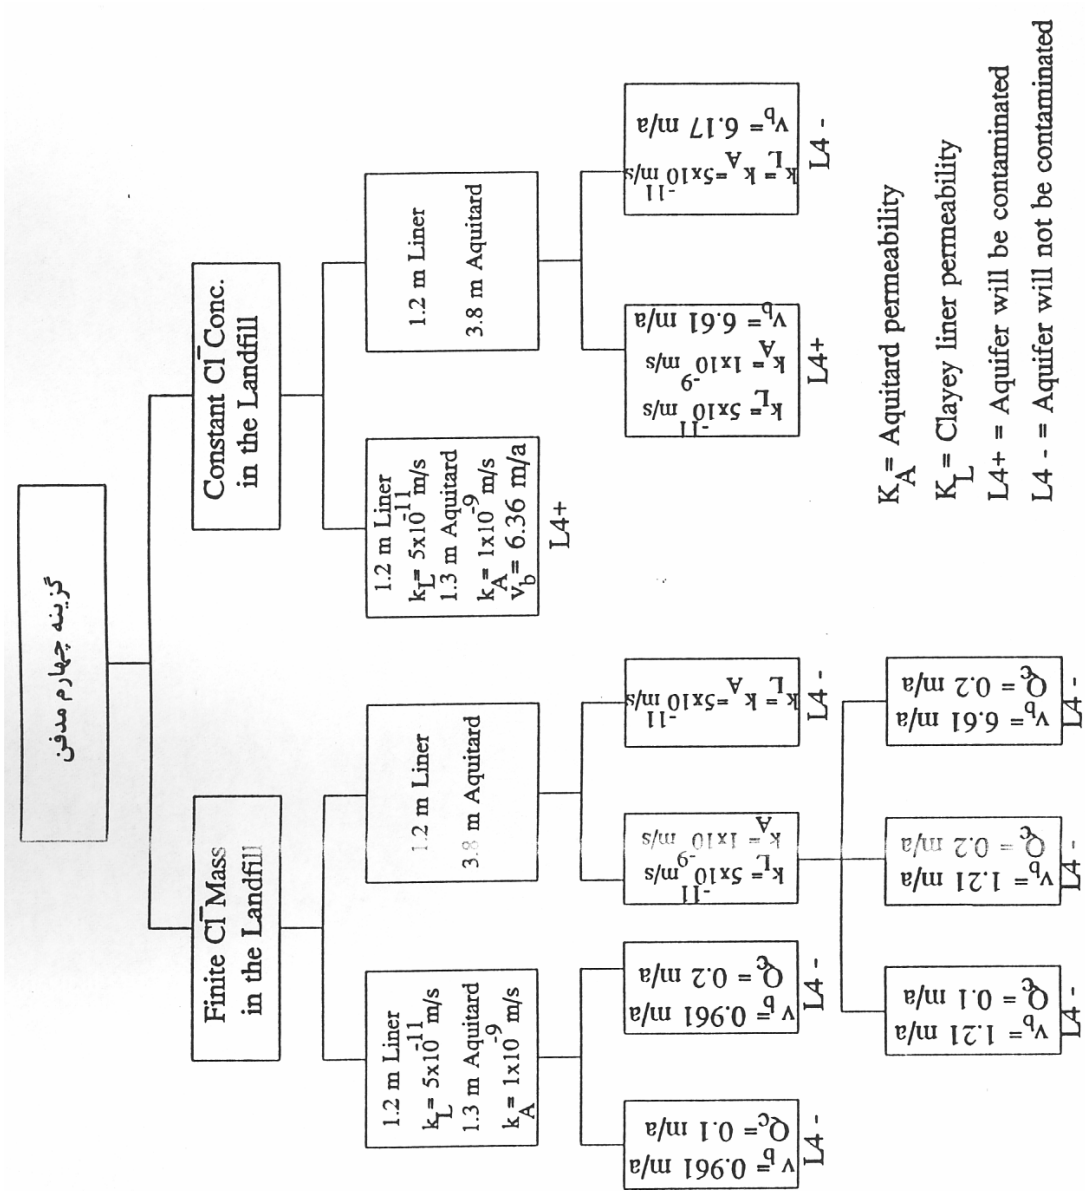 گزینه چهارم مدفن
Finite Cl⁻ Mass
in the Landfill
Constant Cl⁻ Conc.
in the Landfill
1.2 m Liner
k_L = 5x10⁻¹¹ m/s
1.3 m Aquitard
k_A = 1x10⁻⁹ m/s
1.2 m Liner
3.8 m Aquitard
1.2 m Liner
k_L = 5x10⁻¹¹ m/s
1.3 m Aquitard
k_A = 1x10⁻⁹ m/s
v_b = 6.36 m/a
L4+
1.2 m Liner
3.8 m Aquitard
v_b = 0.961 m/a
Q_c = 0.1 m/a
L4 -
v_b = 0.961 m/a
Q_c = 0.2 m/a
L4 -
k_L = 5x10⁻¹¹ m/s
k_A = 1x10⁻⁹ m/s
k_L = k_A = 5x10⁻¹¹ m/s
L4 -
k_L = 5x10⁻¹¹ m/s
k_A = 1x10⁻⁹ m/s
v_b = 6.61 m/a
L4+
k_L = k_A = 5x10⁻¹¹ m/s
v_b = 6.17 m/a
L4 -
v_b = 1.21 m/a
Q_c = 0.1 m/a
L4 -
v_b = 1.21 m/a
Q_c = 0.2 m/a
L4 -
v_b = 6.61 m/a
Q_c = 0.2 m/a
L4 -
K_A = Aquitard permeability
K_L = Clayey liner permeability
L4+ = Aquifer will be contaminated
L4 - = Aquifer will not be contaminated